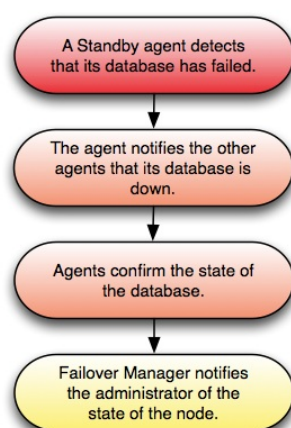 A Standby agent detects
that its database has failed.
The agent notifies the other
agents that its database is
down.
Agents confirm the state of
the database.
Failover Manager notifies
the administrator of the
state of the node.